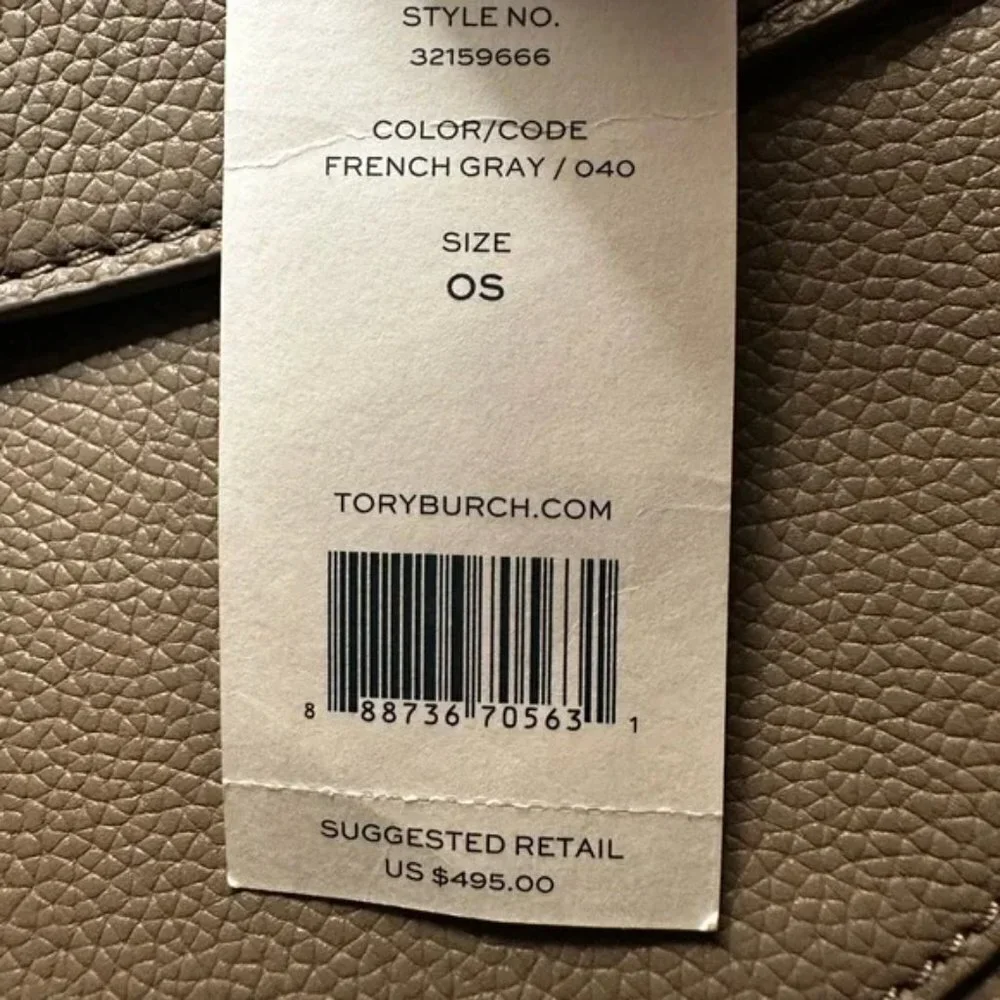 STYLE NO.
32159666
COLOR/CODE
FRENCH GRAY / 040
SIZE
OS
TORYBURCH.COM
8 88736 70563 1
SUGGESTED RETAIL
US $495.00